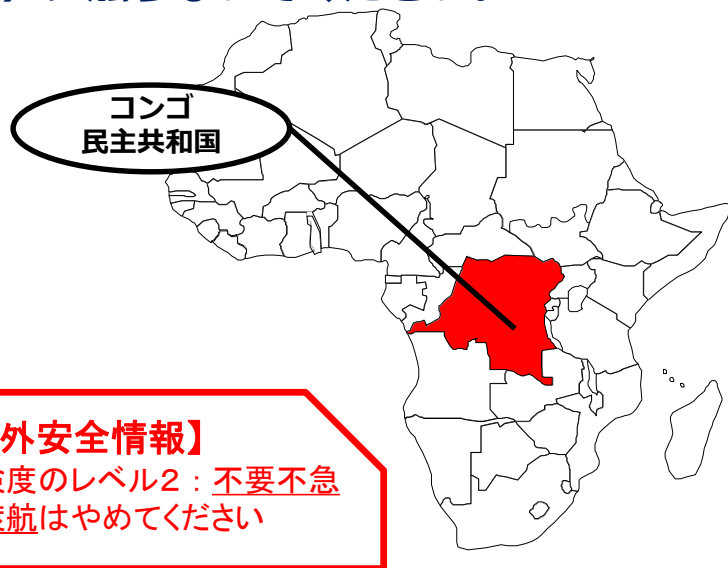 コンゴ
民主共和国
外安全情報】
度のレベル２：不要不急
航はやめてください